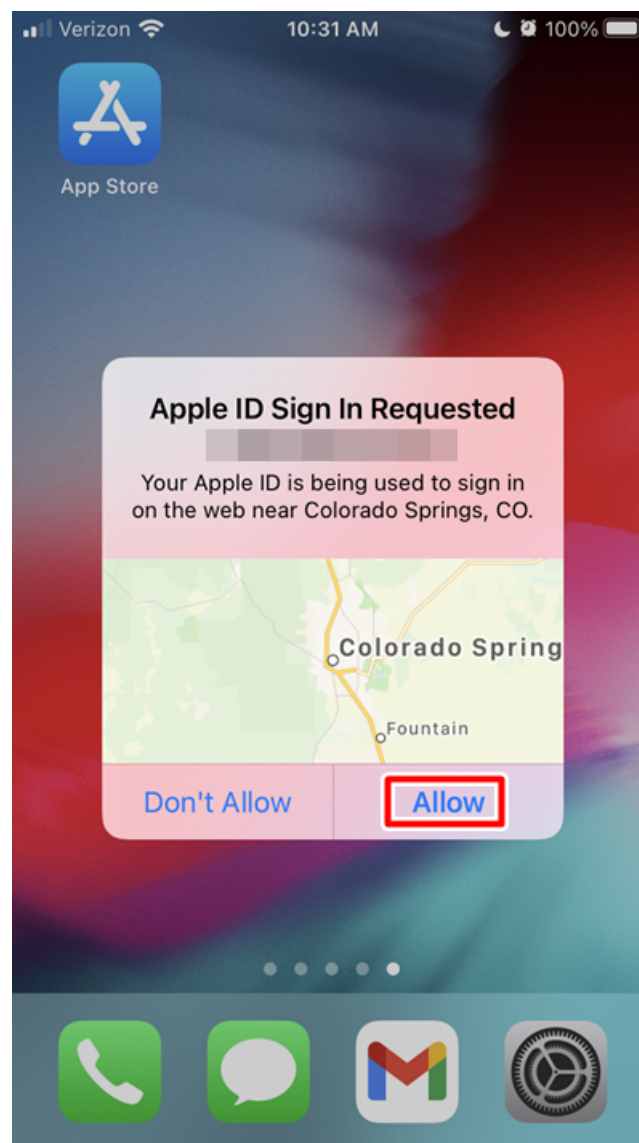 Verizon 10:31 AM 100%
App Store
Apple ID Sign In Requested
Your Apple ID is being used to sign in
on the web near Colorado Springs, CO.
Colorado Spring
Fountain
Don't Allow Allow